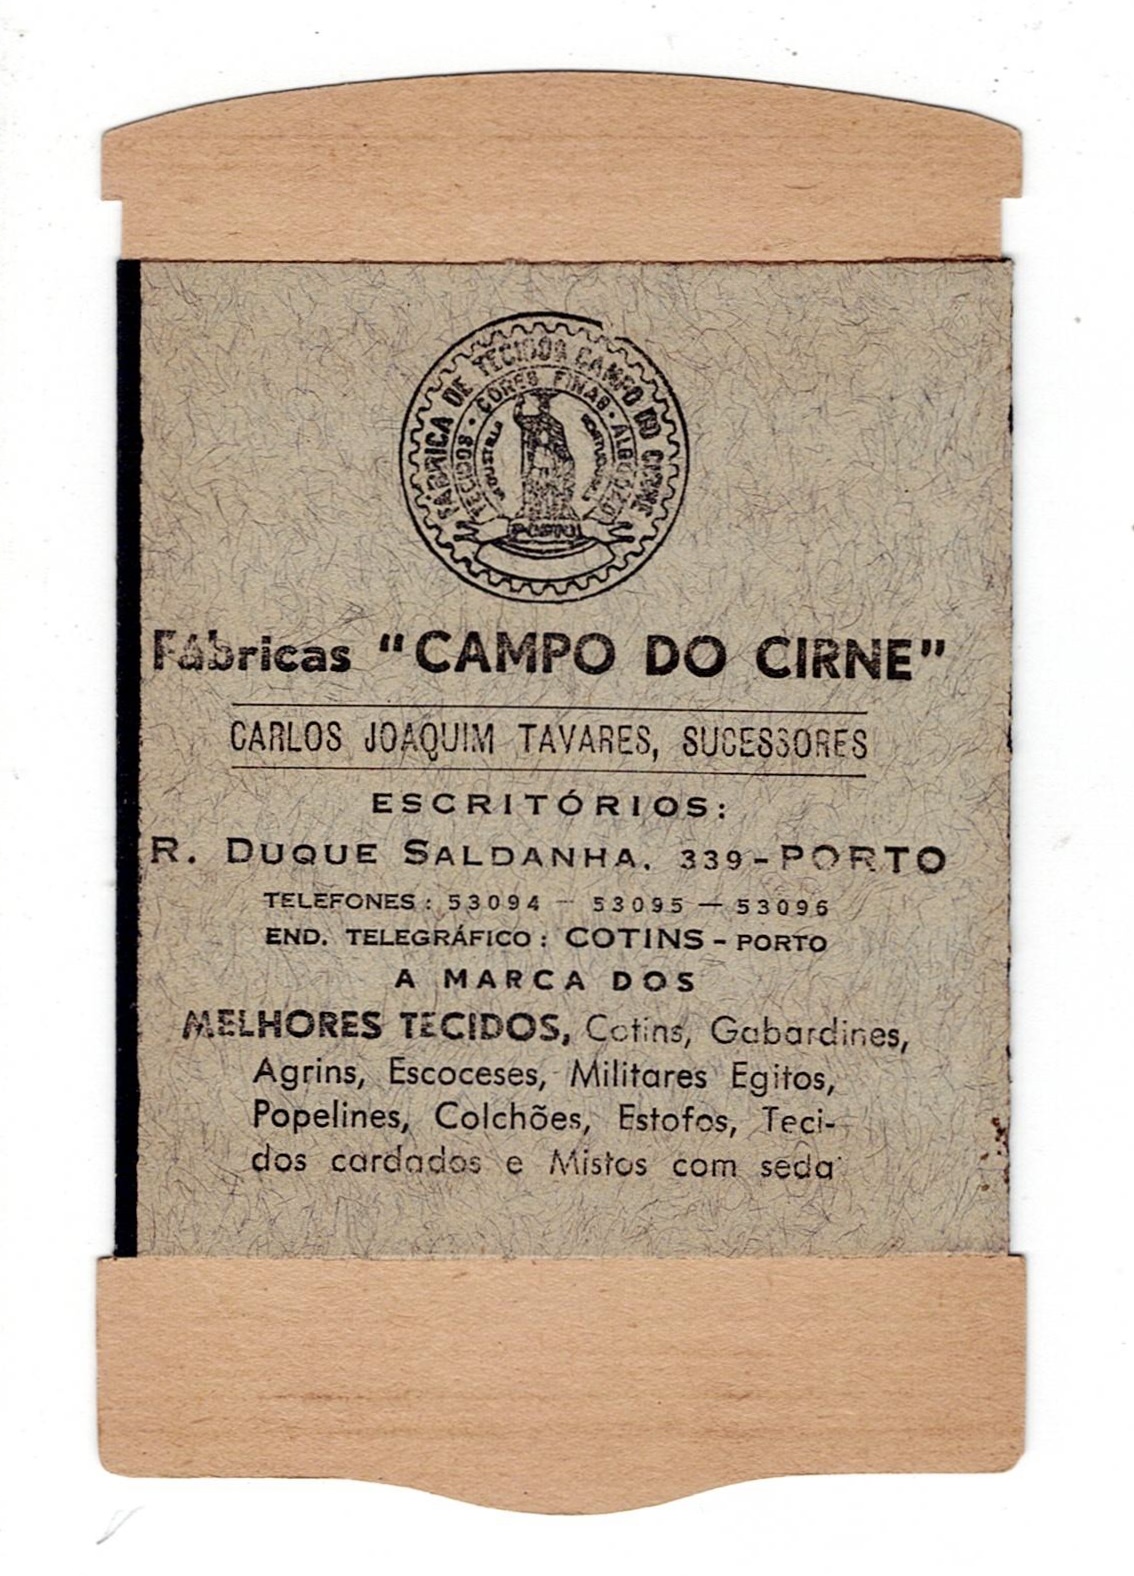 FÁBRICA DE TECIDOS CAMPO DO CIRNE
TECIDOS · CORES FINAS · ALGODÃO
INDUSTRIA PORTUGUESA
PORTO
Fábricas “CAMPO DO CIRNE”
CARLOS JOAQUIM TAVARES, SUCESSORES
ESCRITÓRIOS:
R. DUQUE SALDANHA. 339-PORTO
TELEFONES: 53094 — 53095 — 53096
END. TELEGRÁFICO: COTINS - PORTO
A MARCA DOS
MELHORES TECIDOS, Cotins, Gabardines,
Agrins, Escoceses, Militares Egitos,
Popelines, Colchões, Estofos, Teci-
dos cardados e Mistos com seda